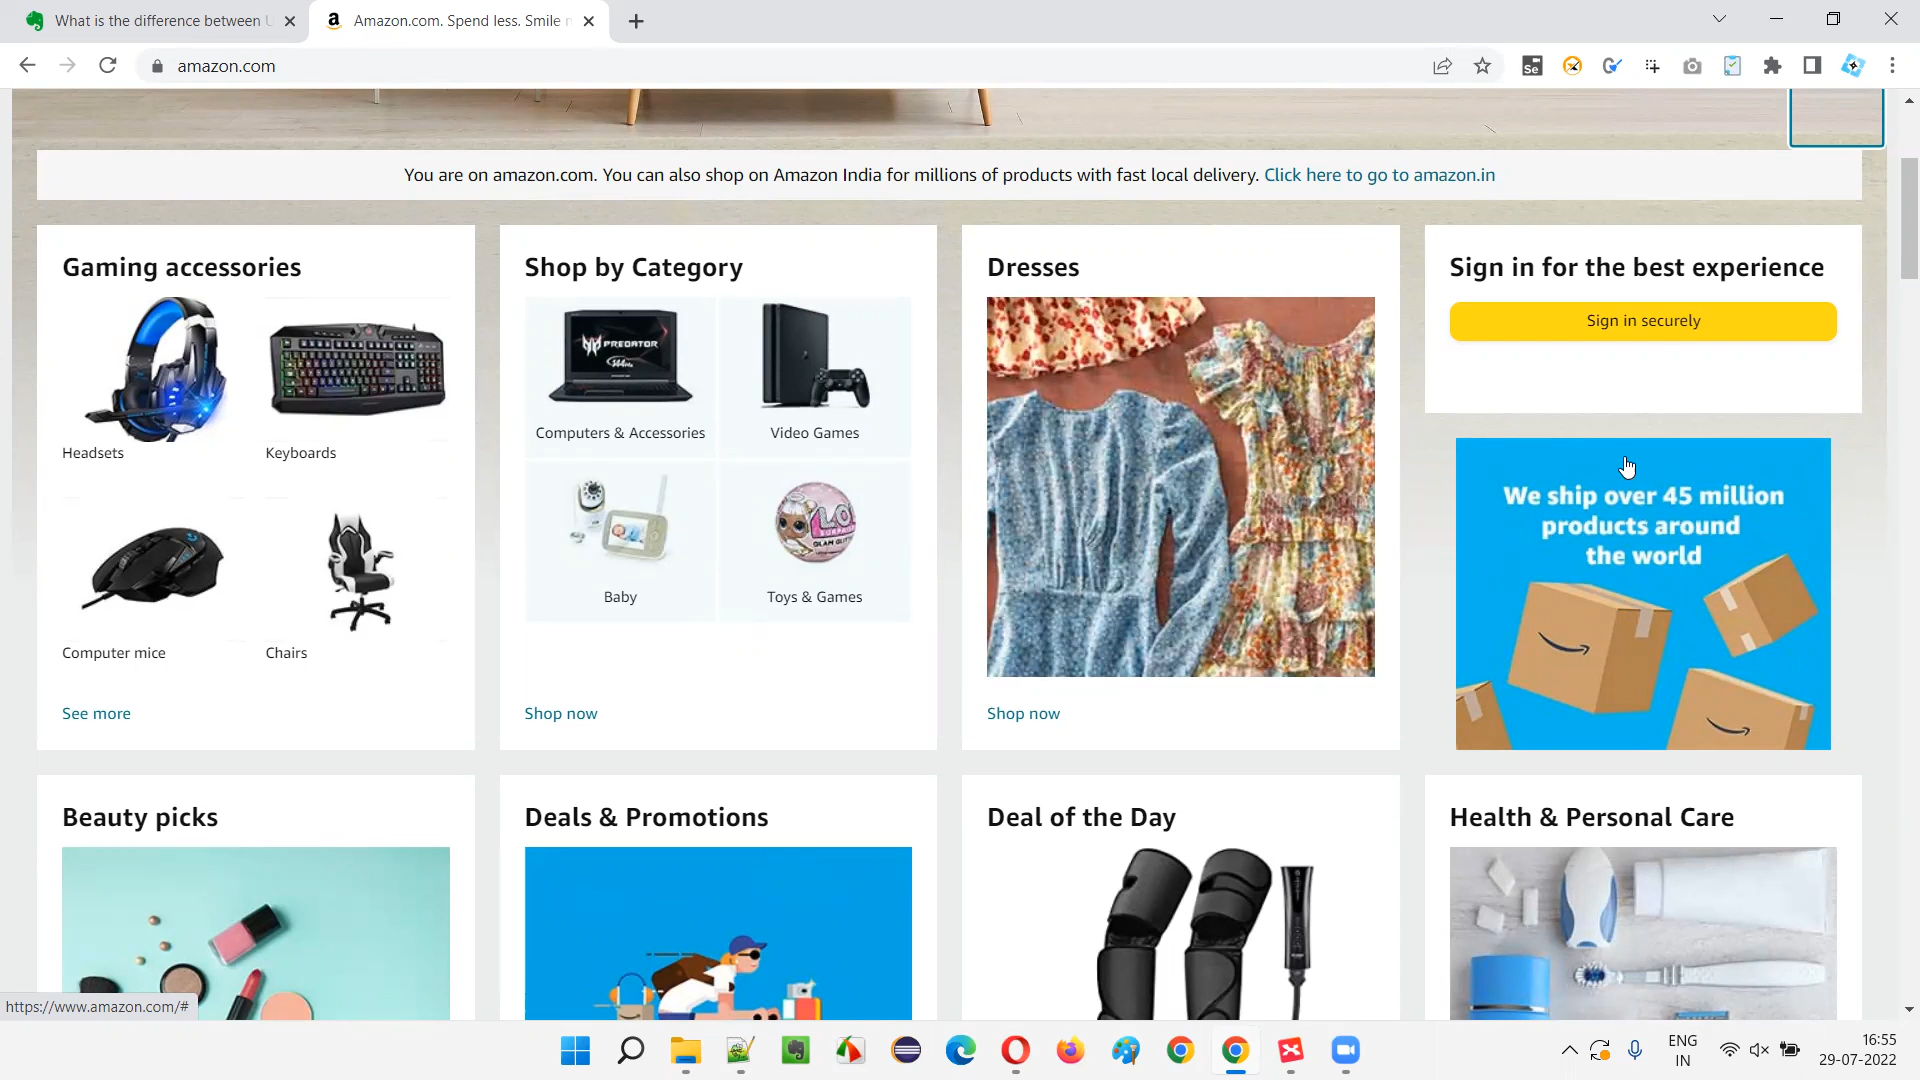 What is the difference between U
Amazon.com. Spend less. Smile m
amazon.com
You are on amazon.com. You can also shop on Amazon India for millions of products with fast local delivery. Click here to go to amazon.in
Gaming accessories
Headsets
Keyboards
Computer mice
Chairs
See more
Shop by Category
PREDATOR
144Hz
Computers & Accessories
Video Games
Baby
Toys & Games
Shop now
Dresses
Shop now
Sign in for the best experience
Sign in securely
We ship over 45 million
products around
the world
Beauty picks
Deals & Promotions
Deal of the Day
Health & Personal Care
https://www.amazon.com/#
ENG
IN
16:55
29-07-2022